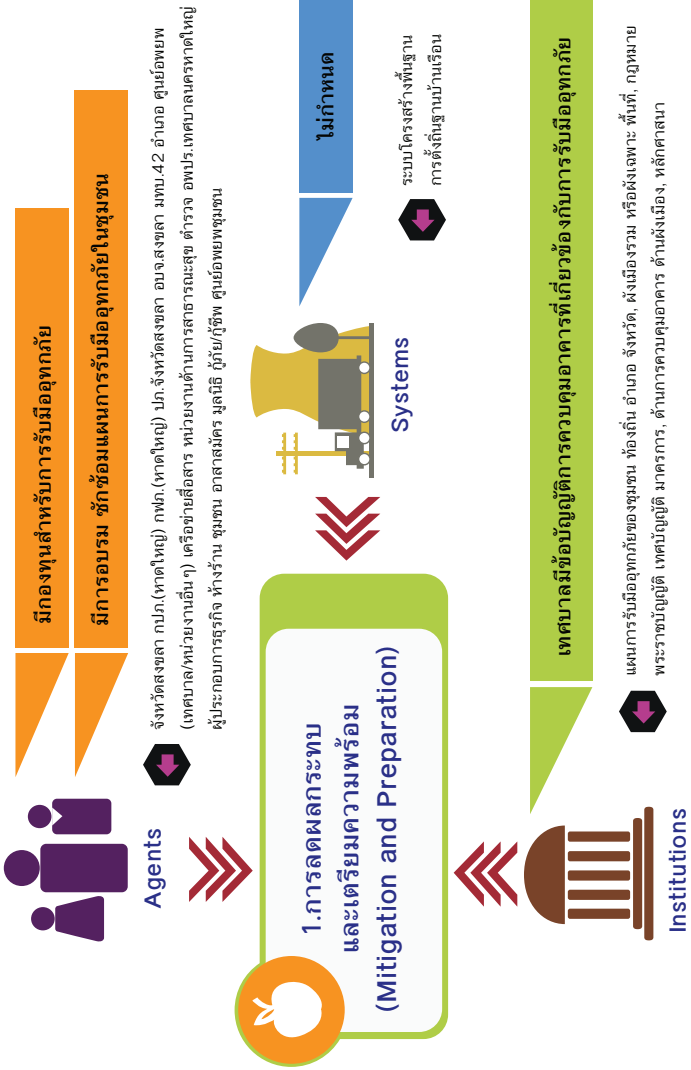 มีกองทุนสำหรับการรับมืออุทกภัย
มีการอบรม ซักซ้อมแผนการรับมืออุทกภัยในชุมชน
Agents
จังหวัดสงขลา กปภ.(หาดใหญ่) กฟภ.(หาดใหญ่) ปภ.จังหวัดสงขลา อบจ.สงขลา มทบ.42 อำเภอ ศูนย์อพยพ
(เทศบาล/หน่วยงานอื่นๆ) เครือข่ายสื่อสาร หน่วยงานด้านการสาธารณะสุข ตำรวจ อพปร.เทศบาลนครหาดใหญ่
ผู้ประกอบการธุรกิจ ห้างร้าน ชุมชน อาสาสมัคร มูลนิธิ กู้ภัย/กู้ชีพ ศูนย์อพยพชุมชน
1.การลดผลกระทบ
และเตรียมความพร้อม
(Mitigation and Preparation)
ไม่กำหนด
Systems
ระบบโครงสร้างพื้นฐาน
การตั้งถิ่นฐานบ้านเรือน
เทศบาลมีข้อบัญญัติการควบคุมอาคารที่เกี่ยวข้องกับการรับมืออุทกภัย
Institutions
แผนการรับมืออุทกภัยของชุมชน ท้องถิ่น อำเภอ จังหวัด, ผังเมืองรวม หรือผังเฉพาะ พื้นที่, กฎหมาย
พระราชบัญญัติ เทศบัญญัติ มาตรการ, ด้านการควบคุมอาคาร ด้านผังเมือง, หลักศาสนา